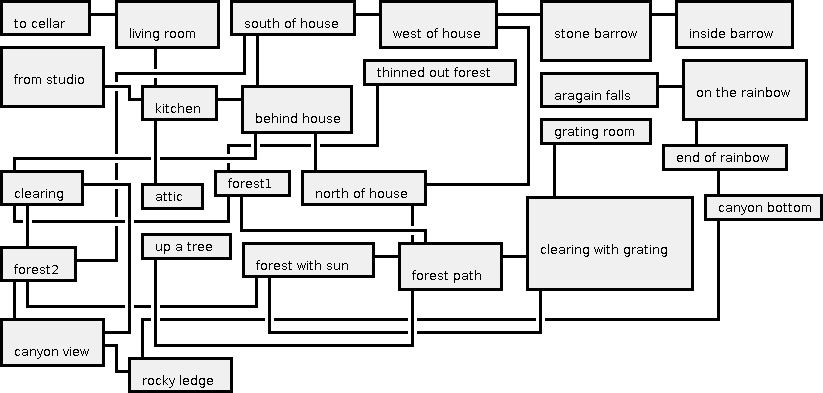 to cellar
living room
south of house
west of house
stone barrow
inside barrow
from studio
thinned out forest
kitchen
behind house
aragain falls
on the rainbow
grating room
end of rainbow
clearing
attic
forest1
north of house
canyon bottom
up a tree
forest2
forest with sun
forest path
clearing with grating
canyon view
rocky ledge